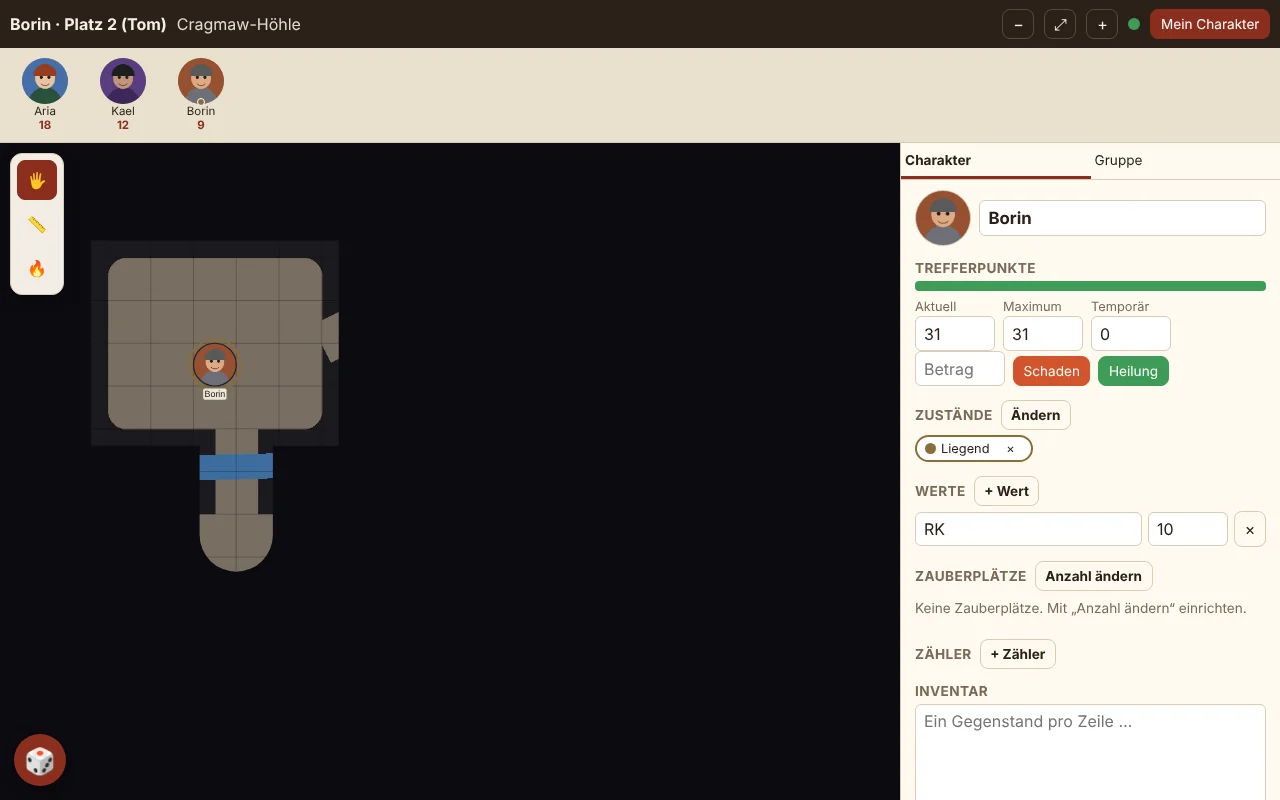 Borin · Platz 2 (Tom) Cragmaw-Höhle
− + Mein Charakter
Aria Kael Borin
18 12 9
Charakter Gruppe
Borin
TREFFERPUNKTE
Aktuell Maximum Temporär
31 31 0
Betrag Schaden Heilung
Borin
ZUSTÄNDE Ändern
Liegend ×
WERTE + Wert
RK 10 ×
ZAUBERPLÄTZE Anzahl ändern
Keine Zauberplätze. Mit „Anzahl ändern“ einrichten.
ZÄHLER + Zähler
INVENTAR
Ein Gegenstand pro Zeile ...